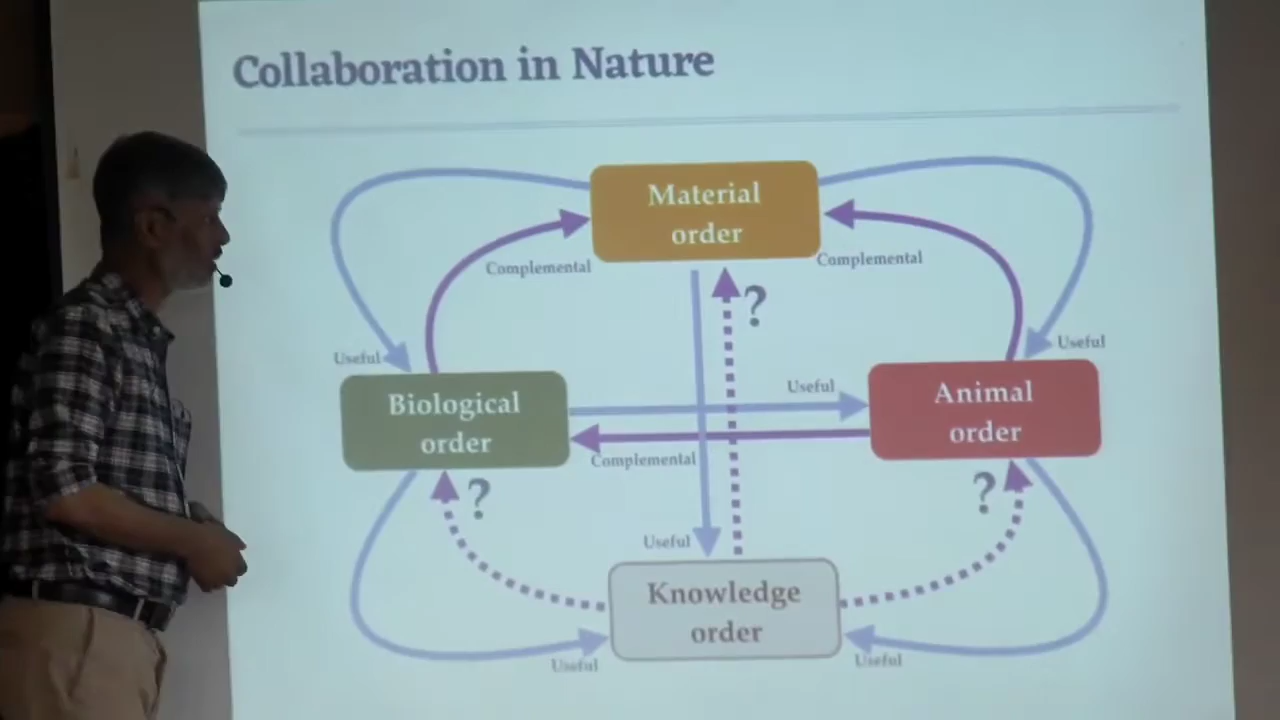 Collaboration in Nature
Material
order
Complemental
Complemental
?
Useful
Useful
Biological
order
Useful
Animal
order
Complemental
?
?
Useful
Knowledge
order
Useful
Useful